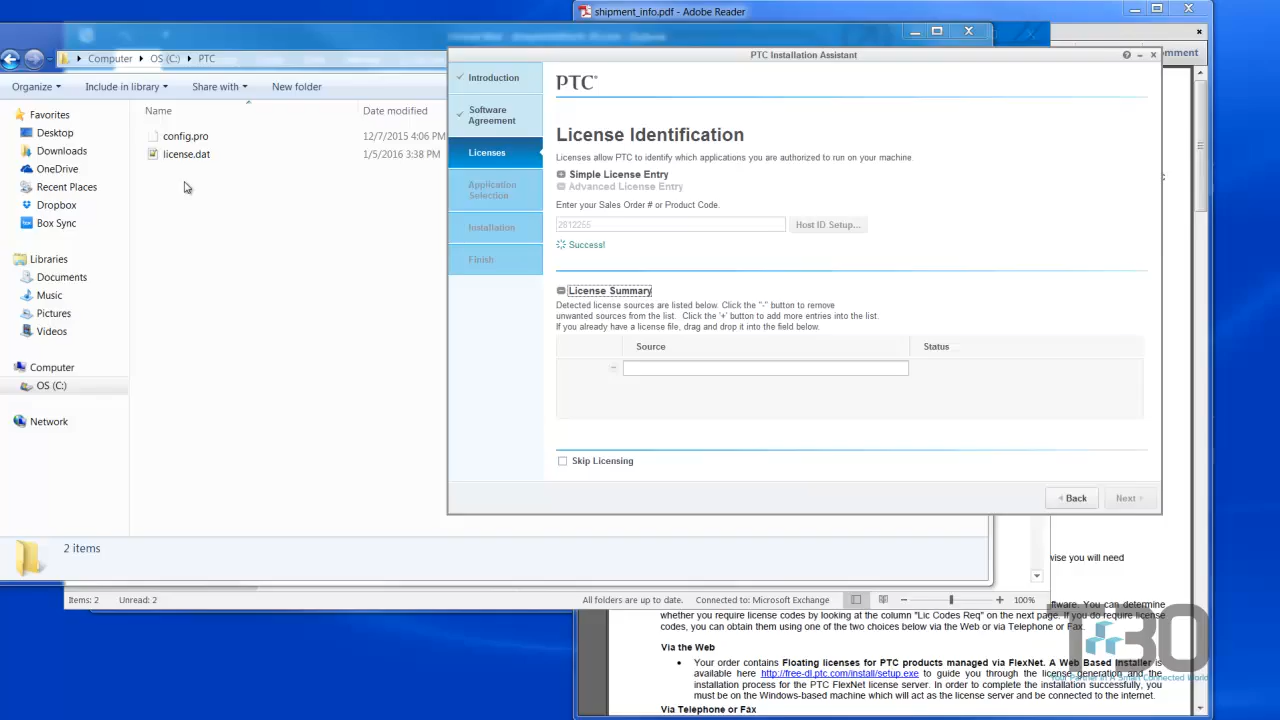 shipment_info.pdf - Adobe Reader
Computer ▸ OS (C:) ▸ PTC
PTC Installation Assistant
Comment
Organize
Include in library
Share with
New folder
Name
Date modified
config.pro
12/7/2015 4:06 PM
license.dat
1/5/2016 3:38 PM
Favorites
Desktop
Downloads
OneDrive
Recent Places
Dropbox
Box Sync
Libraries
Documents
Music
Pictures
Videos
Computer
OS (C:)
Network
2 items
Introduction
Software
Agreement
Licenses
Application
Selection
Installation
Finish
PTC®
License Identification
Licenses allow PTC to identify which applications you are authorized to run on your machine.
Simple License Entry
Advanced License Entry
Enter your Sales Order # or Product Code.
2812255
Host ID Setup...
Success!
License Summary
Detected license sources are listed below. Click the "-" button to remove
unwanted sources from the list. Click the '+' button to add more entries into the list.
If you already have a license file, drag and drop it into the field below.
Source
Status
Skip Licensing
Back
Next
Items: 2
Unread: 2
All folders are up to date.
Connected to: Microsoft Exchange
100%
wise you will need
ftware. You can determine
whether you require license codes by looking at the column "Lic Codes Req" on the next page. If you do require license
codes, you can obtain them using one of the two choices below via the Web or via Telephone or Fax.
Via the Web
• Your order contains Floating licenses for PTC products managed via FlexNet. A Web Based Installer is
available here http://free-dl.ptc.com/install/setup.exe to guide you through the license generation and the
installation process for the PTC FlexNet license server. In order to complete the installation successfully, you
must be on the Windows-based machine which will act as the license server and be connected to the internet.
Via Telephone or Fax
Your Partner in A Smart Connected World